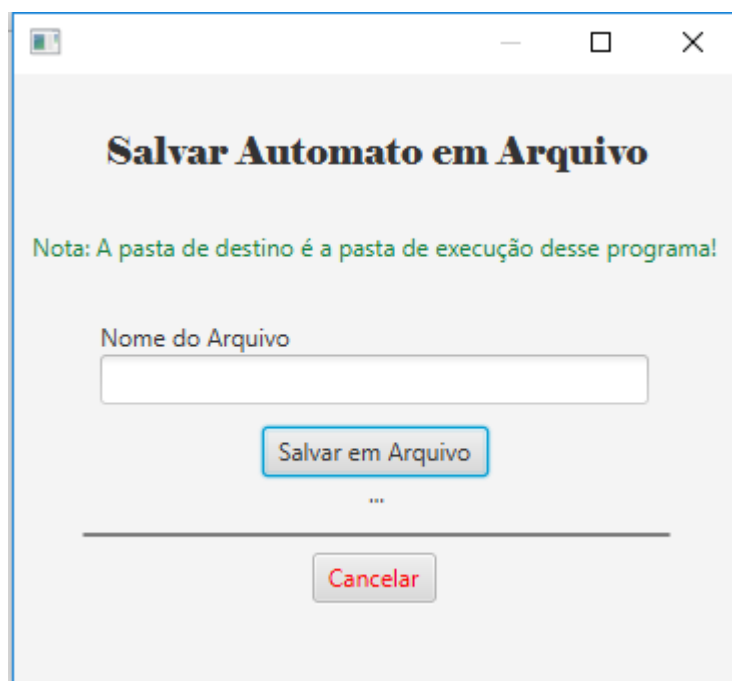 Salvar Automato em Arquivo
Nota: A pasta de destino é a pasta de execução desse programa!
Nome do Arquivo
Salvar em Arquivo
...
Cancelar